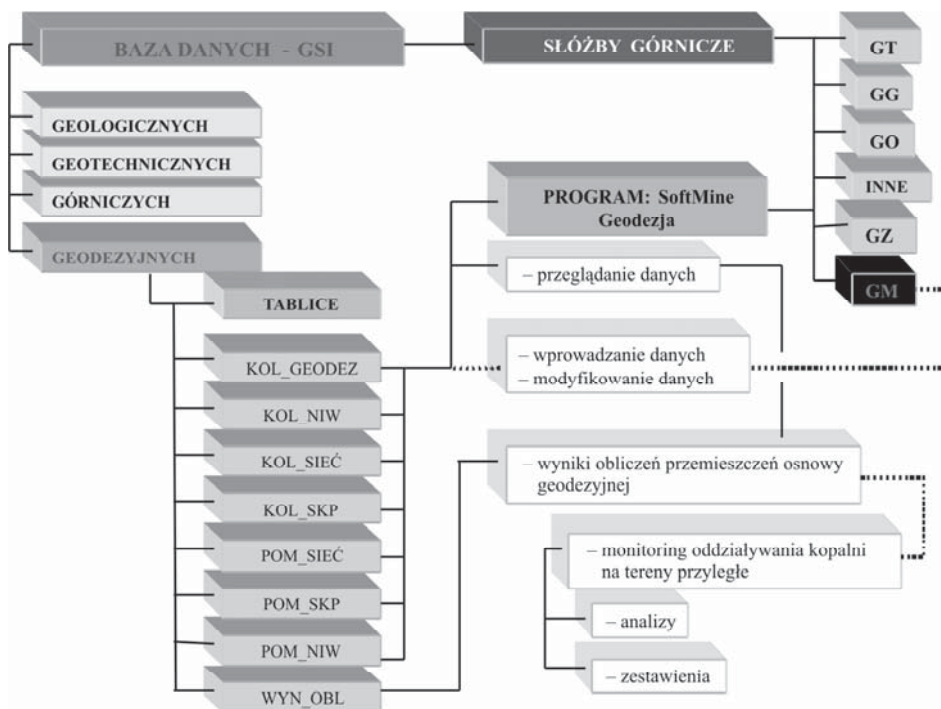 BAZA DANYCH - GSI
SŁÓŻBY GÓRNICZE
GT
GG
GO
INNE
GZ
GM
GEOLOGICZNYCH
GEOTECHNICZNYCH
GÓRNICZYCH
GEODEZYJNYCH
TABLICE
KOL_GEODEZ
KOL_NIW
KOL_SIEĆ
KOL_SKP
POM_SIEĆ
POM_SKP
POM_NIW
WYN_OBL
PROGRAM: SoftMine
Geodezja
– przeglądanie danych
– wprowadzanie danych
– modyfikowanie danych
– wyniki obliczeń przemieszczeń osnowy
geodezyjnej
– monitoring oddziaływania kopalni
na tereny przyległe
– analizy
– zestawienia